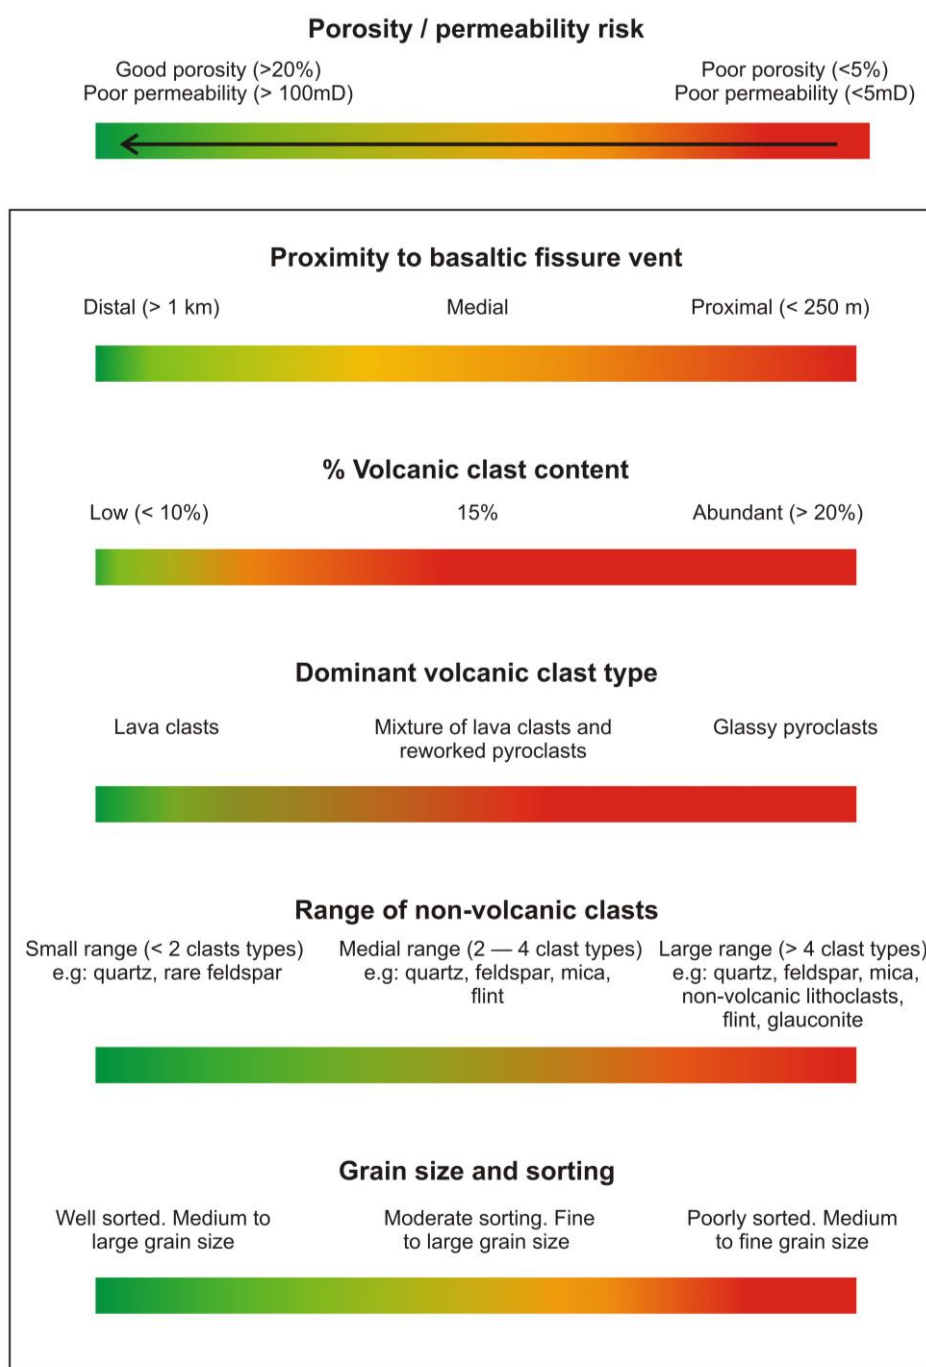 Porosity / permeability risk
Good porosity (>20%)
Poor permeability (> 100mD)
Poor porosity (<5%)
Poor permeability (<5mD)
Proximity to basaltic fissure vent
Distal (> 1 km)
Medial
Proximal (< 250 m)
% Volcanic clast content
Low (< 10%)
15%
Abundant (> 20%)
Dominant volcanic clast type
Lava clasts
Mixture of lava clasts and
reworked pyroclasts
Glassy pyroclasts
Range of non-volcanic clasts
Small range (< 2 clasts types)
e.g: quartz, rare feldspar
Medial range (2 — 4 clast types)
e.g: quartz, feldspar, mica,
flint
Large range (> 4 clast types)
e.g: quartz, feldspar, mica,
non-volcanic lithoclasts,
flint, glauconite
Grain size and sorting
Well sorted. Medium to
large grain size
Moderate sorting. Fine
to large grain size
Poorly sorted. Medium
to fine grain size